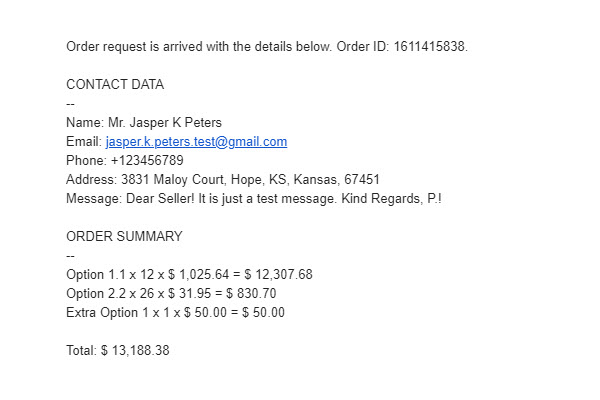 Order request is arrived with the details below. Order ID: 1611415838.
CONTACT DATA
--
Name: Mr. Jasper K Peters
Email: jasper.k.peters.test@gmail.com
Phone: +123456789
Address: 3831 Maloy Court, Hope, KS, Kansas, 67451
Message: Dear Seller! It is just a test message. Kind Regards, P.!
ORDER SUMMARY
--
Option 1.1 x 12 x $ 1,025.64 = $ 12,307.68
Option 2.2 x 26 x $ 31.95 = $ 830.70
Extra Option 1 x 1 x $ 50.00 = $ 50.00
Total: $ 13,188.38